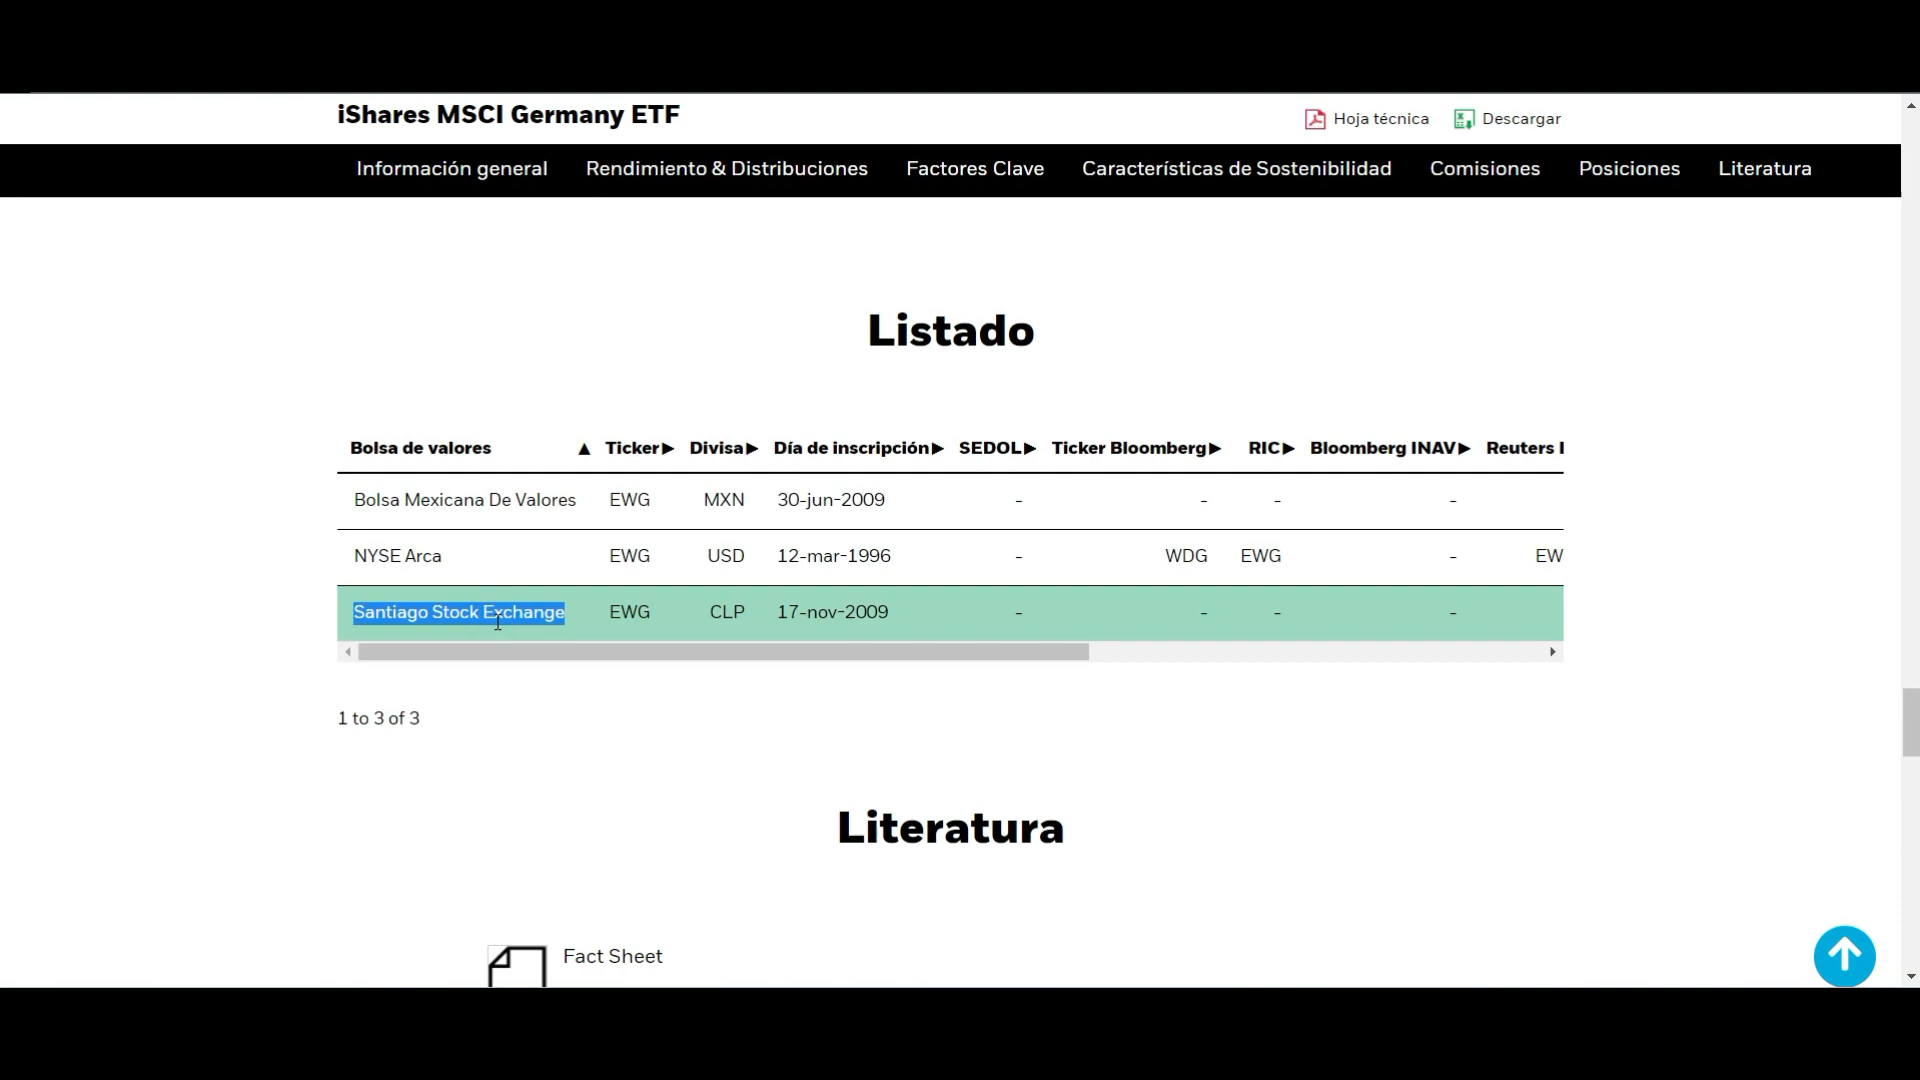 iShares MSCI Germany ETF
Hoja técnica Descargar
Información general Rendimiento & Distribuciones Factores Clave Características de Sostenibilidad Comisiones Posiciones Literatura
Listado
Bolsa de valores ▲ Ticker▶ Divisa▶ Día de inscripción▶ SEDOL▶ Ticker Bloomberg▶ RIC▶ Bloomberg INAV▶ Reuters
Bolsa Mexicana De Valores EWG MXN 30-jun-2009 - - - -
NYSE Arca EWG USD 12-mar-1996 - WDG EWG - EW
Santiago Stock Exchange EWG CLP 17-nov-2009 - - - -
1 to 3 of 3
Literatura
Fact Sheet